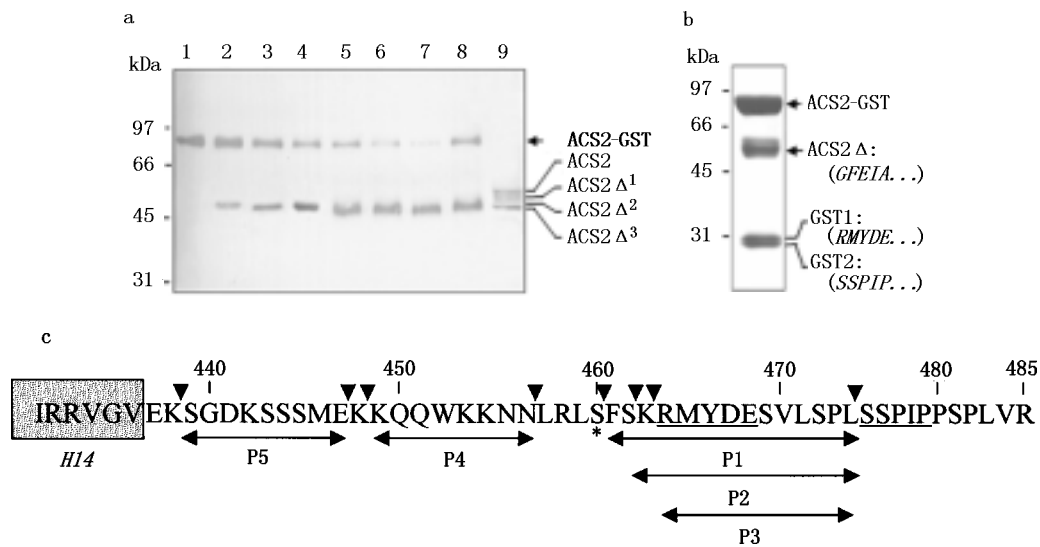 a
1 2 3 4 5 6 7 8 9
kDa
97
66
45
31
ACS2-GST
ACS2
ACS2 Δ1
ACS2 Δ2
ACS2 Δ3
b
kDa
97
66
45
31
ACS2-GST
ACS2 Δ:
(GFEIA...)
GST1:
(RMYDE...)
GST2:
(SSPIP...)
c
440 450 460 470 480 485
IRRVGVEKSGDKSSSMEKKQQWKKNNLRLSFSKRMYDESVLSPLSSPIPPSPLVR
*
H14
P5 P4 P1
P2
P3